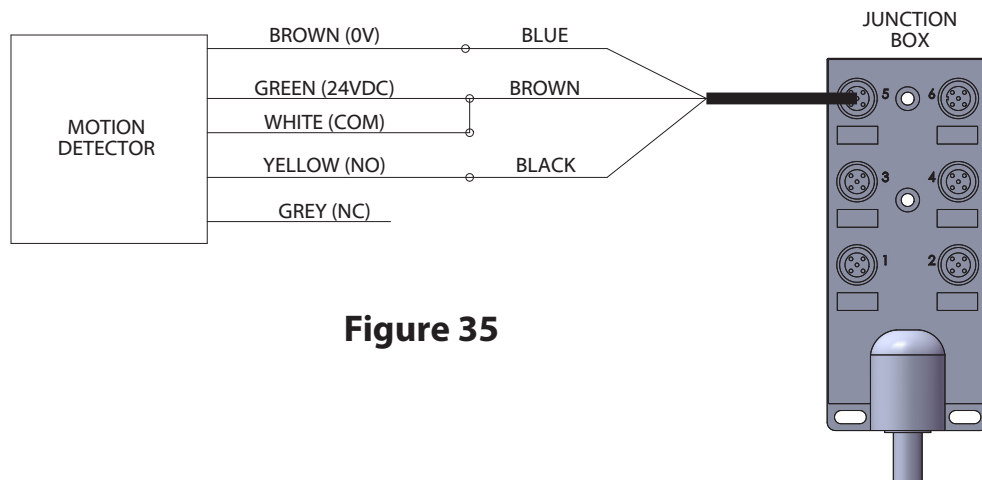 JUNCTION
BOX
BROWN (0V)
BLUE
GREEN (24VDC)
BROWN
WHITE (COM)
MOTION
DETECTOR
YELLOW (NO)
BLACK
GREY (NC)
5
6
3
4
1
2
Figure 35